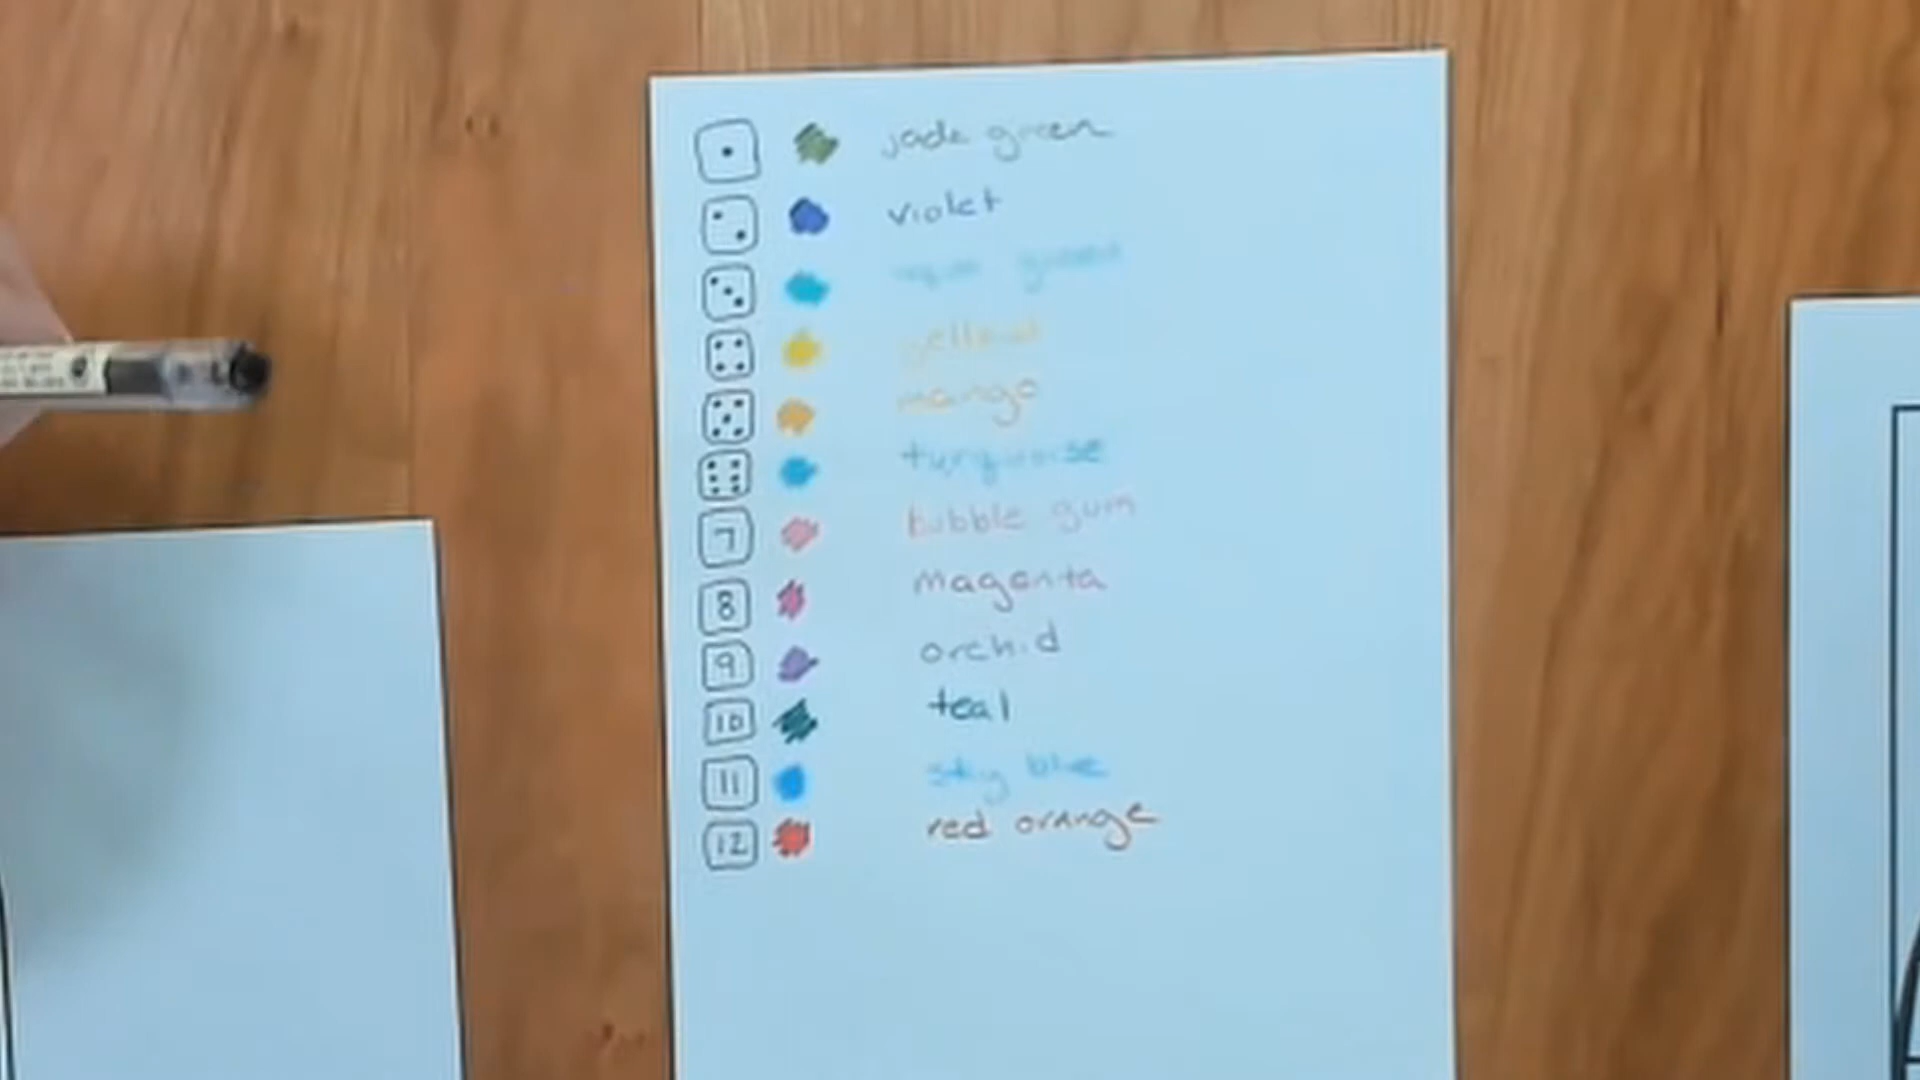 jade green
violet
green
yellow
mango
turquoise
7 bubble gum
8 magenta
9 orchid
10 teal
11 sky blue
12 red orange